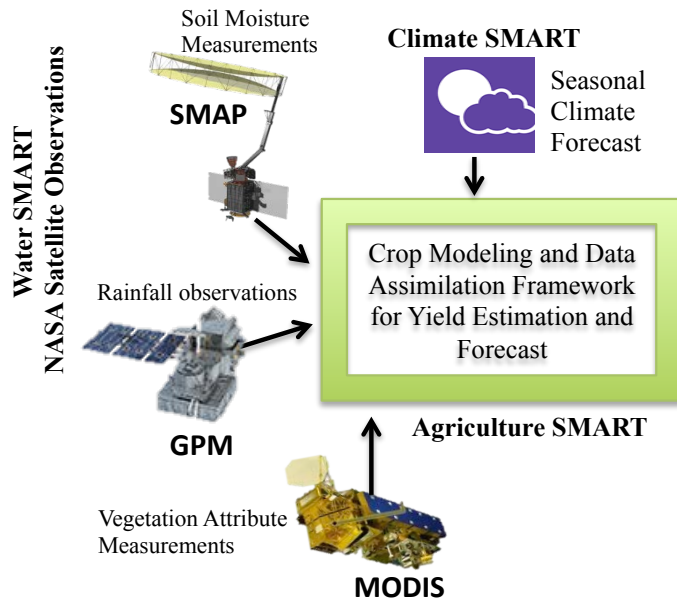 Soil Moisture
Measurements
SMAP
Climate SMART
Seasonal
Climate
Forecast
Water SMART
NASA Satellite Observations
Crop Modeling and Data
Assimilation Framework
for Yield Estimation and
Forecast
Rainfall observations
GPM
Agriculture SMART
Vegetation Attribute
Measurements
MODIS